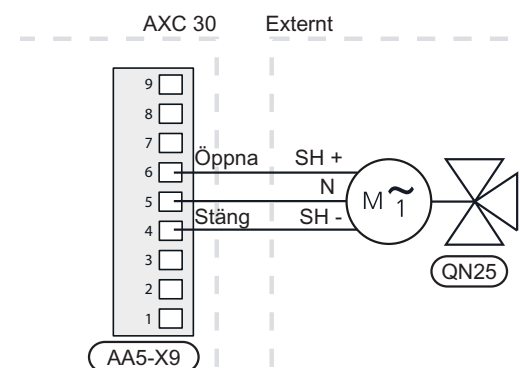 AXC 30 Externt
9
8
7
6 Öppna SH +
5 N
4 Stäng SH -
3
2
1
M ~ 1
QN25
AA5-X9